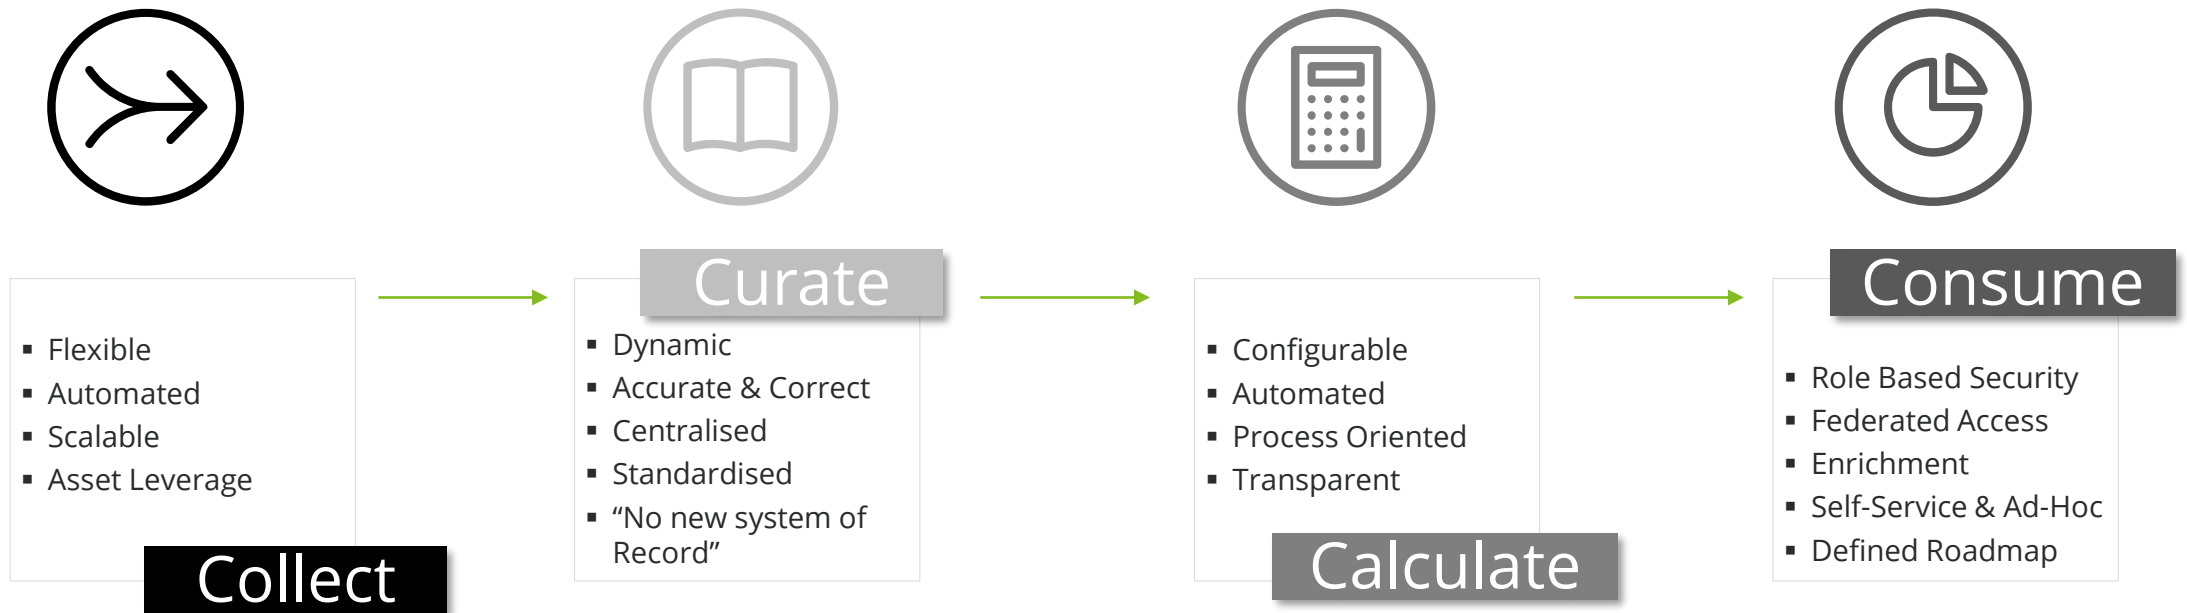 Collect
▪ Flexible
▪ Automated
▪ Scalable
▪ Asset Leverage
Curate
▪ Dynamic
▪ Accurate & Correct
▪ Centralised
▪ Standardised
▪ “No new system of
Record”
Calculate
▪ Configurable
▪ Automated
▪ Process Oriented
▪ Transparent
Consume
▪ Role Based Security
▪ Federated Access
▪ Enrichment
▪ Self-Service & Ad-Hoc
▪ Defined Roadmap